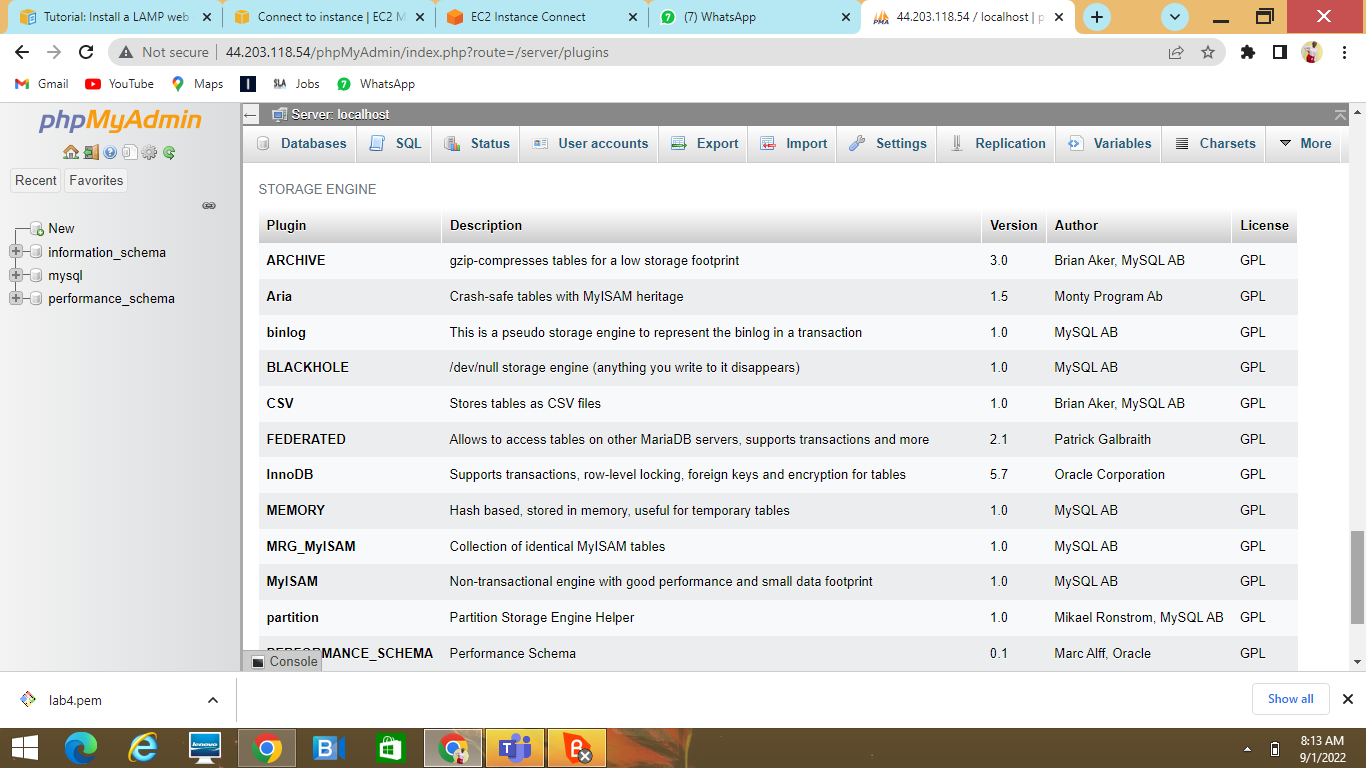 Tutorial: Install a LAMP web
Connect to instance | EC2 M
EC2 Instance Connect
(7) WhatsApp
44.203.118.54 / localhost | p
Not secure | 44.203.118.54/phpMyAdmin/index.php?route=/server/plugins
Gmail YouTube Maps Jobs WhatsApp
phpMyAdmin
Recent Favorites
New
information_schema
mysql
performance_schema
Server: localhost
Databases SQL Status User accounts Export Import Settings Replication Variables Charsets More
STORAGE ENGINE
Plugin Description Version Author License
ARCHIVE gzip-compresses tables for a low storage footprint 3.0 Brian Aker, MySQL AB GPL
Aria Crash-safe tables with MyISAM heritage 1.5 Monty Program Ab GPL
binlog This is a pseudo storage engine to represent the binlog in a transaction 1.0 MySQL AB GPL
BLACKHOLE /dev/null storage engine (anything you write to it disappears) 1.0 MySQL AB GPL
CSV Stores tables as CSV files 1.0 Brian Aker, MySQL AB GPL
FEDERATED Allows to access tables on other MariaDB servers, supports transactions and more 2.1 Patrick Galbraith GPL
InnoDB Supports transactions, row-level locking, foreign keys and encryption for tables 5.7 Oracle Corporation GPL
MEMORY Hash based, stored in memory, useful for temporary tables 1.0 MySQL AB GPL
MRG_MyISAM Collection of identical MyISAM tables 1.0 MySQL AB GPL
MyISAM Non-transactional engine with good performance and small data footprint 1.0 MySQL AB GPL
partition Partition Storage Engine Helper 1.0 Mikael Ronstrom, MySQL AB GPL
PERFORMANCE_SCHEMA Performance Schema 0.1 Marc Alff, Oracle GPL
Console
lab4.pem
Show all
8:13 AM
9/1/2022